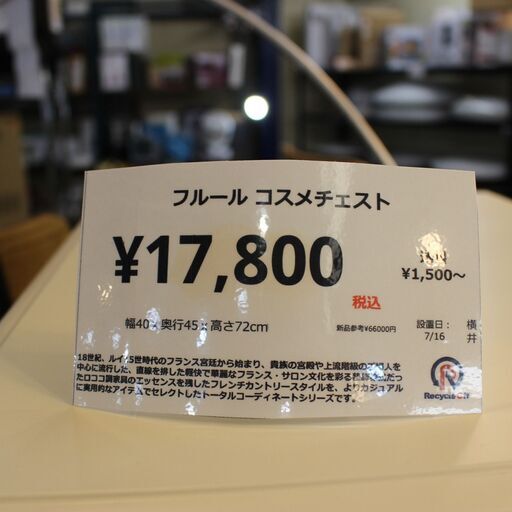 フルール コスメチェスト
¥17,800
税込
¥1,500～
幅40 x 奥行45 x 高さ72cm
新品参考¥66000円
設置日：
7/16
横井
18世紀、ルイ15世時代のフランス宮廷から始まり、貴族の宮殿や上流階級の
中心に流行した、直線を排した軽快で華麗なフランス・サロン文化を彩る
ロココ調家具のエッセンスを残したフレンチカントリースタイルを、よりカジュアル
に実用的なアイテムでセレクトしたトータルコーディネートシリーズです。
Recycle